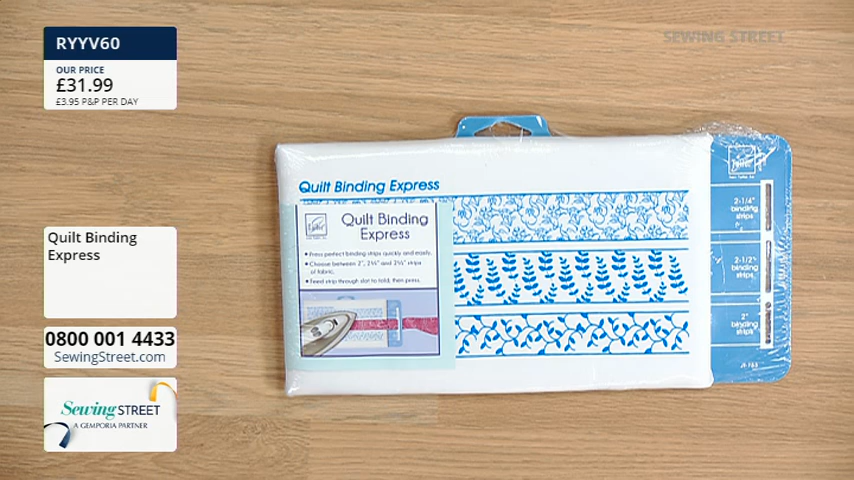 RYYV60
OUR PRICE
£31.99
£3.95 P&P PER DAY
SEWING STREET
Quilt Binding Express
Quilt Binding
Express
• Press perfect binding strips quickly and easily.
• Choose between 2", 2¼" and 2½" strips
of fabric.
• Feed strip through slot to fold, then press.
2-1/4"
binding
strips
2-1/2"
binding
strips
2"
binding
strips
Quilt Binding
Express
0800 001 4433
SewingStreet.com
Sewing STREET
A GEMPORIA PARTNER